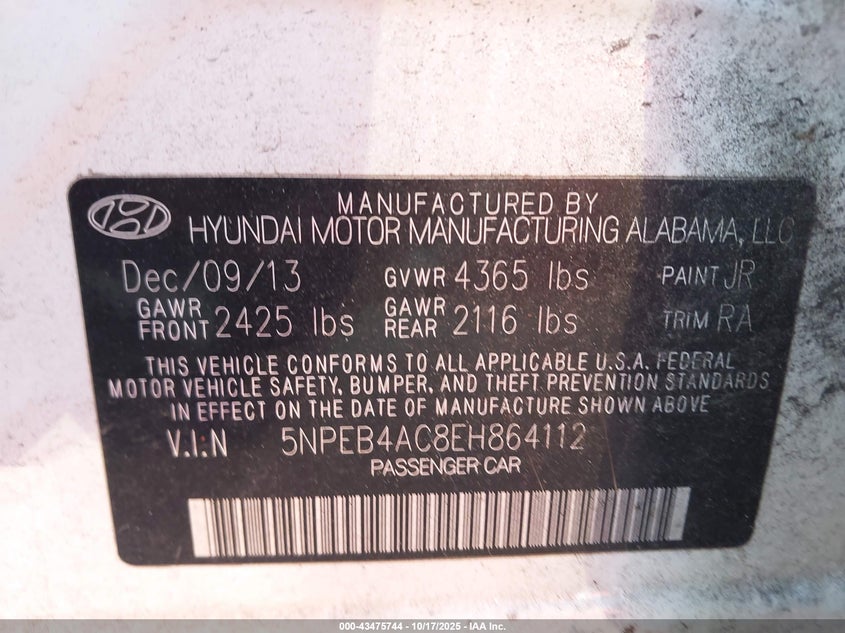 MANUFACTURED BY
HYUNDAI MOTOR MANUFACTURING ALABAMA, LLC
Dec/09/13 GVWR 4365 lbs PAINT JR
GAWR FRONT 2425 lbs GAWR REAR 2116 lbs TRIM RA
THIS VEHICLE CONFORMS TO ALL APPLICABLE U.S.A. FEDERAL
MOTOR VEHICLE SAFETY, BUMPER, AND THEFT PREVENTION STANDARDS
IN EFFECT ON THE DATE OF MANUFACTURE SHOWN ABOVE
V.I.N 5NPEB4AC8EH864112
PASSENGER CAR
000-43475744 - 10/17/2025 - IAA Inc.